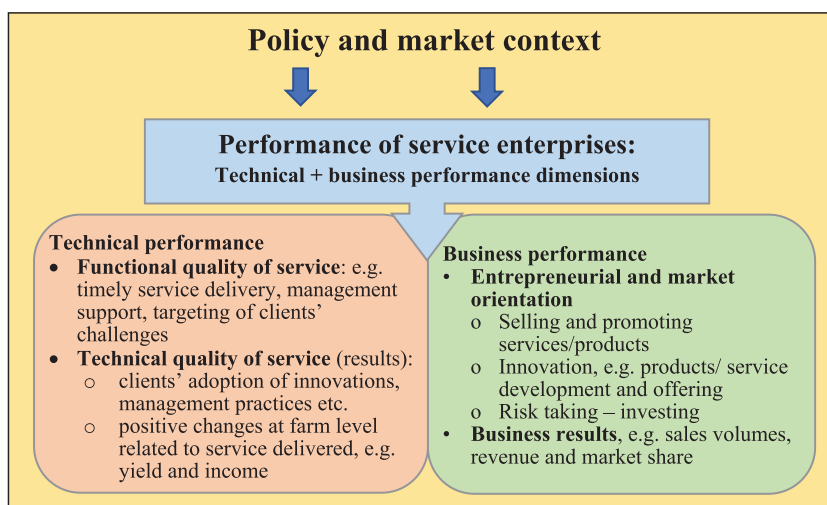 Policy and market context
Performance of service enterprises:
Technical + business performance dimensions
Technical performance
• Functional quality of service: e.g.
timely service delivery, management
support, targeting of clients’
challenges
• Technical quality of service (results):
o clients’ adoption of innovations,
management practices etc.
o positive changes at farm level
related to service delivered, e.g.
yield and income
Business performance
• Entrepreneurial and market
orientation
o Selling and promoting
services/products
o Innovation, e.g. products/ service
development and offering
o Risk taking – investing
• Business results, e.g. sales volumes,
revenue and market share